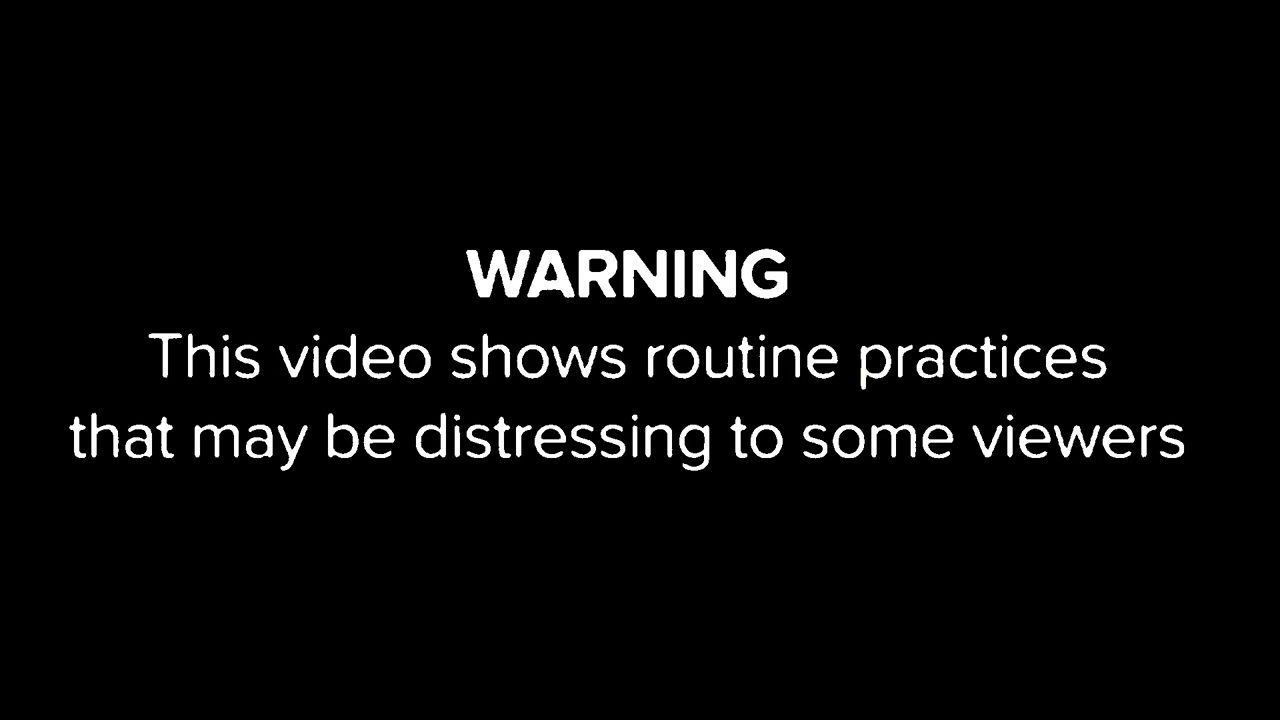 WARNING
This video shows routine practices
that may be distressing to some viewers